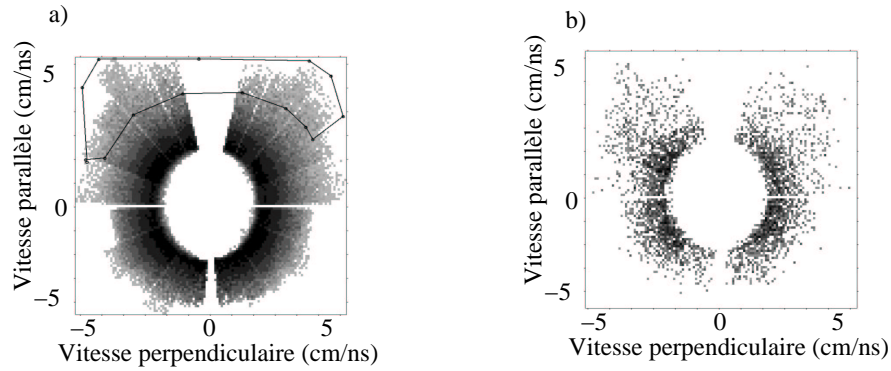 a)
5
0
−5
Vitesse parallèle (cm/ns)
−5 0 5
Vitesse perpendiculaire (cm/ns)
b)
5
0
−5
Vitesse parallèle (cm/ns)
−5 0 5
Vitesse perpendiculaire (cm/ns)